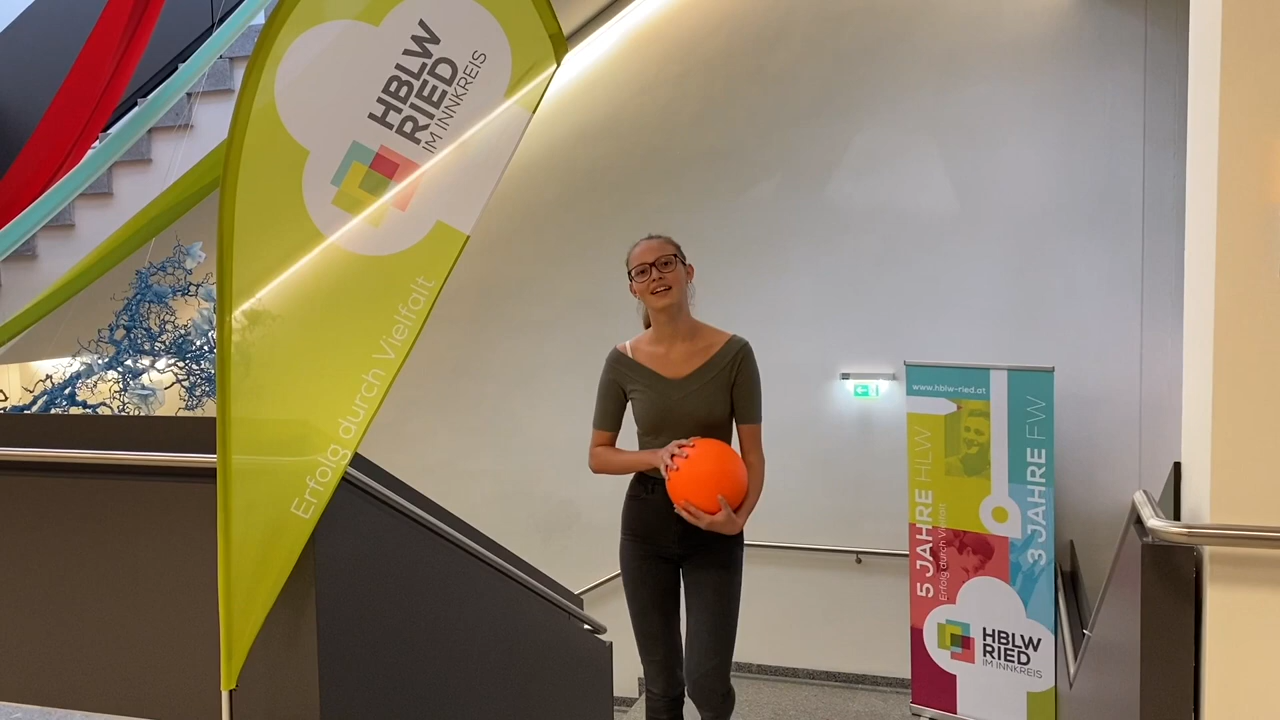 HBLW
RIED
IM INNKREIS
Erfolg durch Vielfalt
www.hblw-ried.at
5 JAHRE HLW
Erfolg durch Vielfalt
3 JAHRE FW
HBLW
RIED
IM INNKREIS